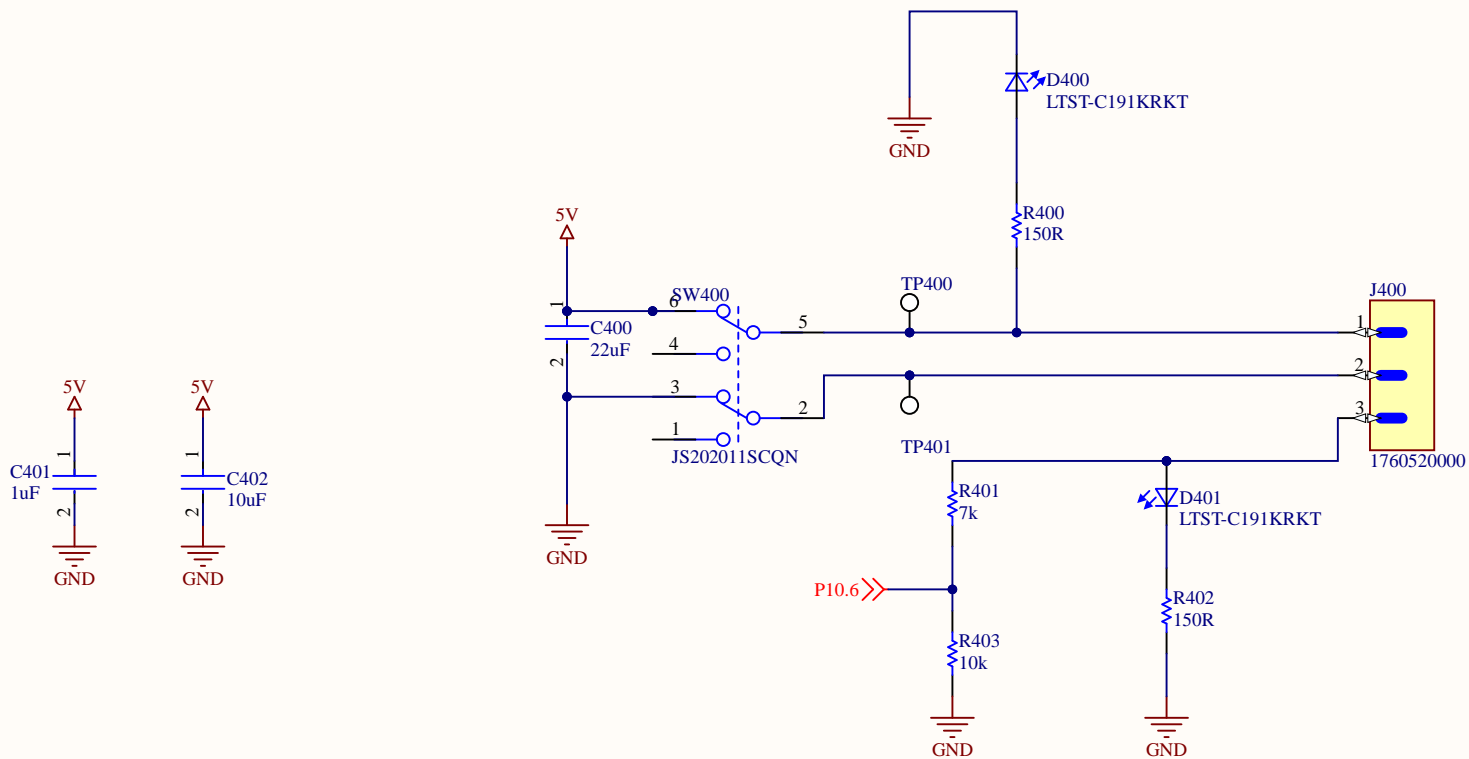 D400
LTST-C191KRKT
GND
R400
150R
5V
TP400
SW400
J400
1
6
5
1
C400
22uF
4
2
2
3
2
3
1
JS202011SCQN
TP401
1760520000
5V
5V
C401
1uF
1
2
GND
1
C402
10uF
2
GND
GND
R401
7k
D401
LTST-C191KRKT
P10.6
R402
150R
R403
10k
GND
GND